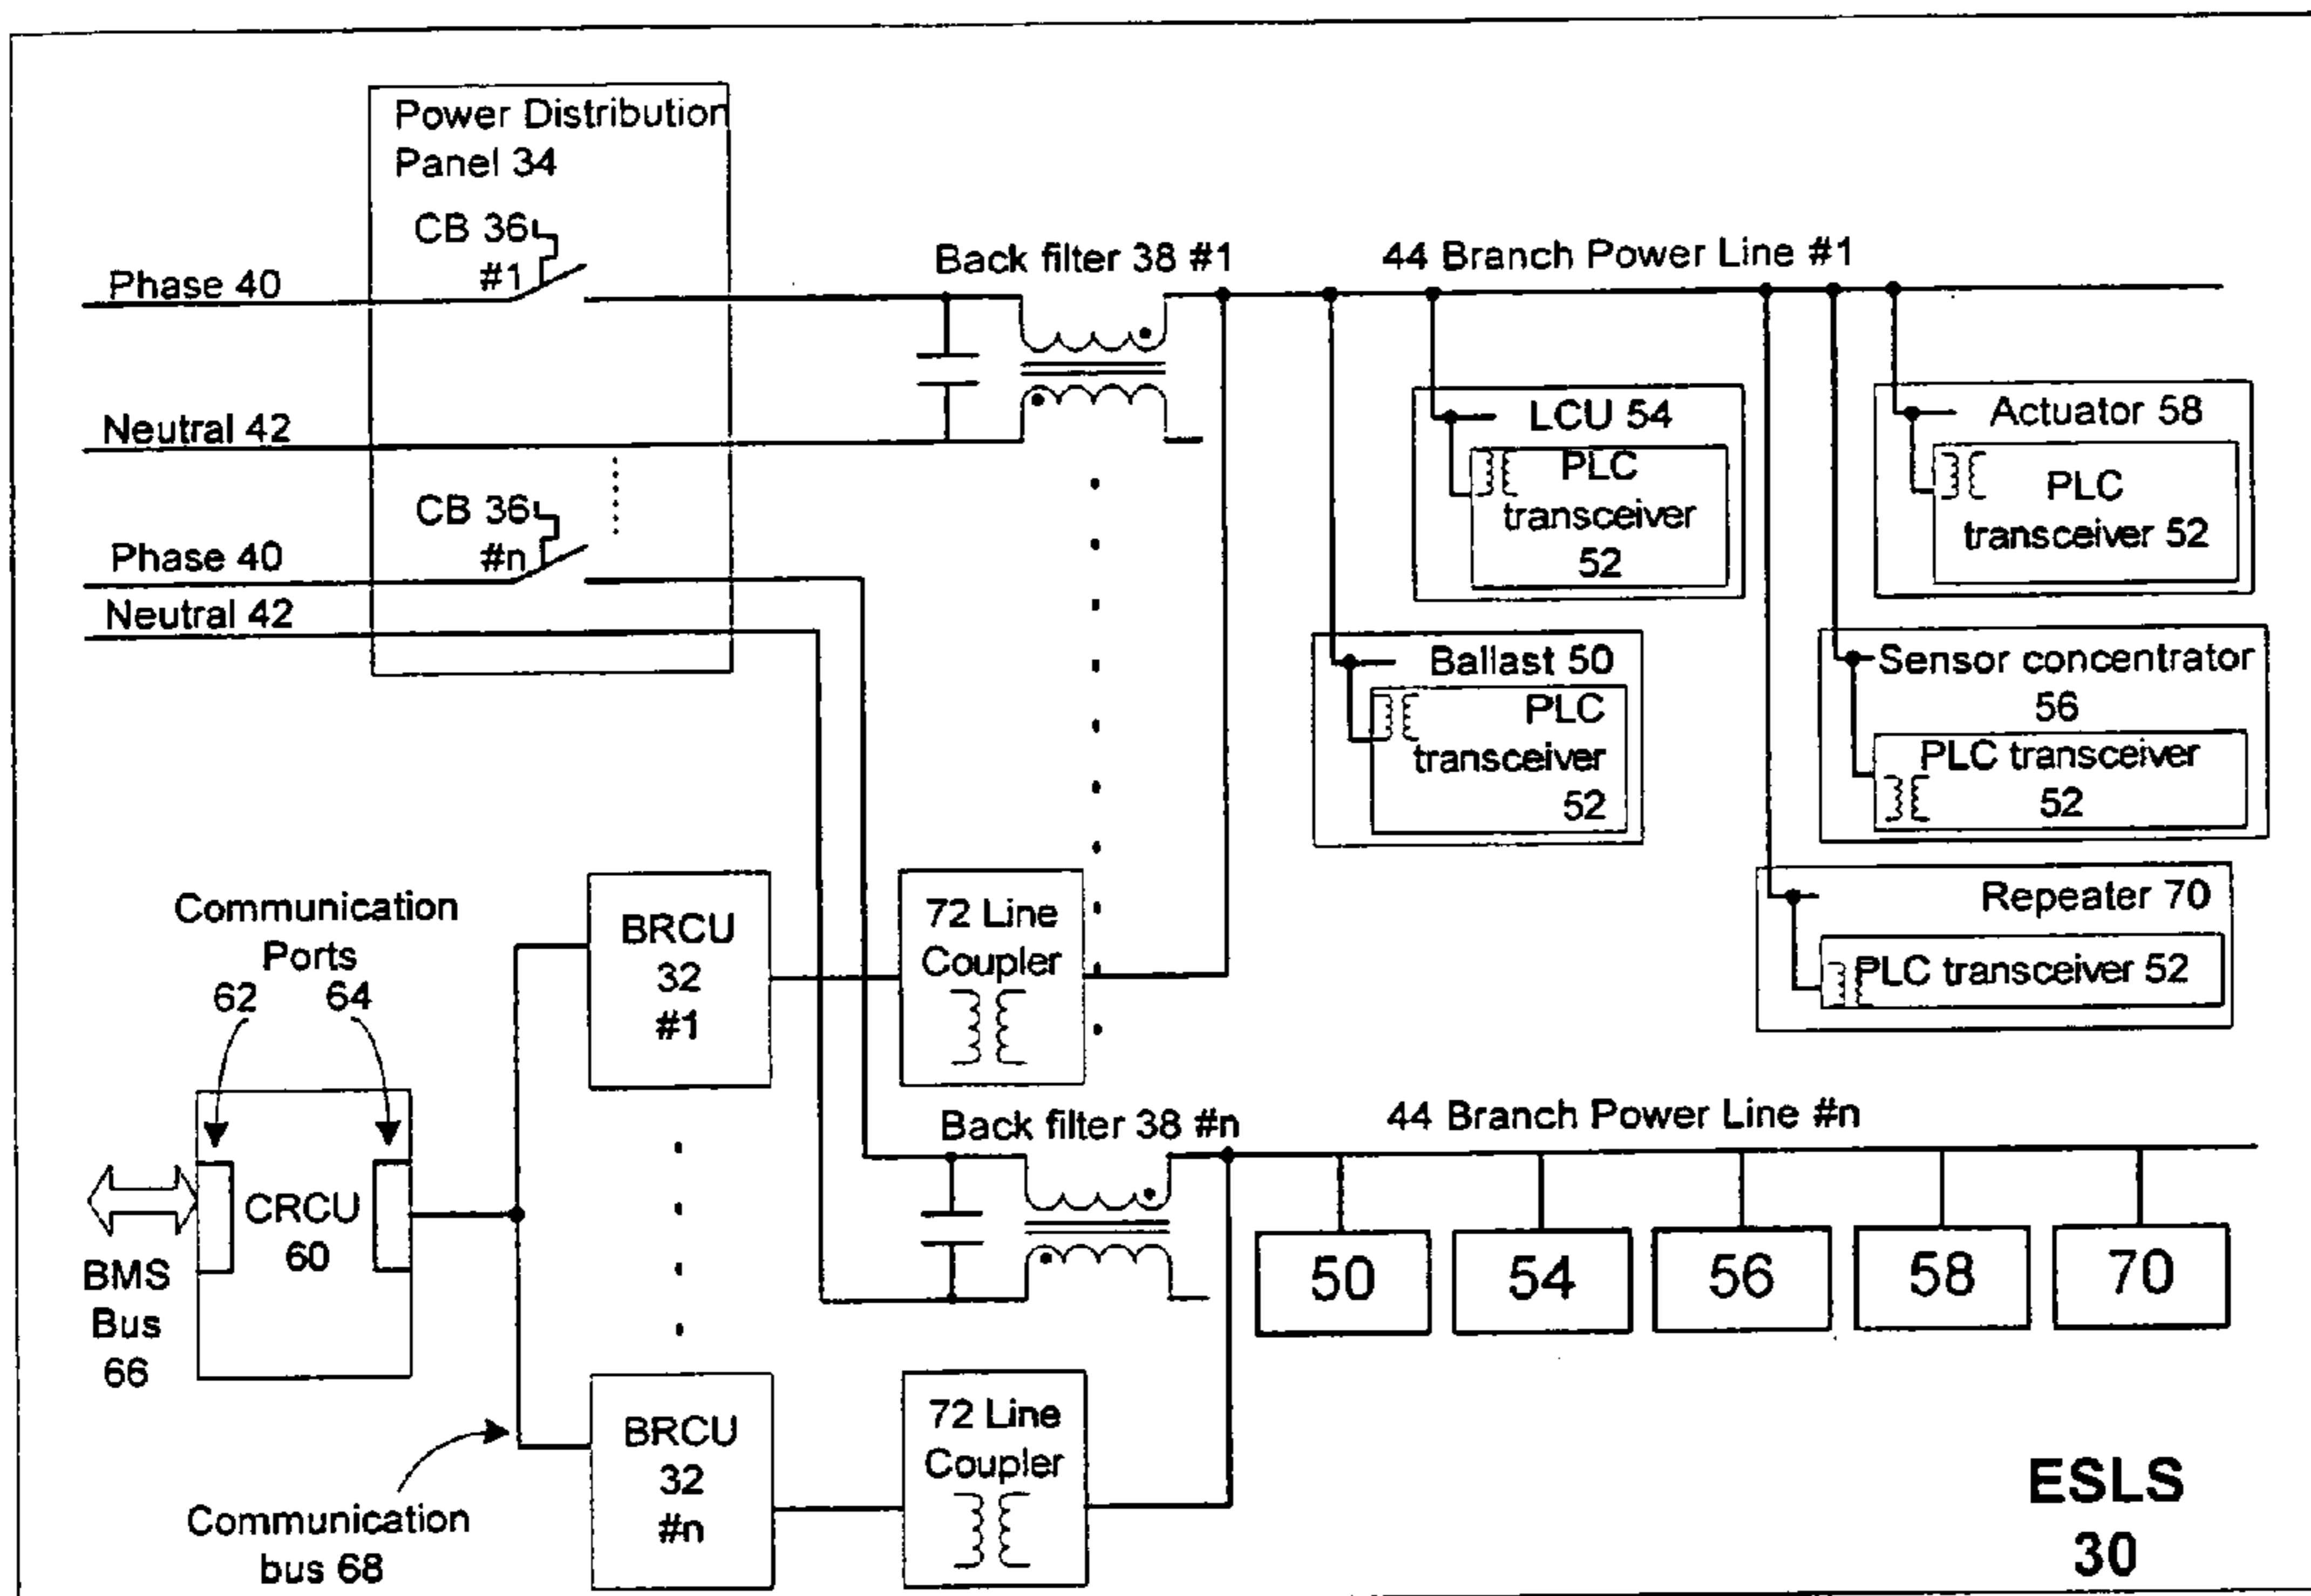 Power Distribution
Panel 34
CB 36
#1
Phase 40
Neutral 42
CB 36
#n
Phase 40
Neutral 42
Back filter 38 #1
44 Branch Power Line #1
LCU 54
PLC
transceiver
52
Actuator 58
PLC
transceiver 52
Ballast 50
PLC
transceiver
52
Sensor concentrator
56
PLC transceiver
52
Repeater 70
PLC transceiver 52
Communication
Ports
62 64
BRCU
32
#1
72 Line
Coupler
CRCU
60
BMS
Bus
66
Back filter 38 #n
44 Branch Power Line #n
50 54 56 58 70
BRCU
32
#n
72 Line
Coupler
Communication
bus 68
ESLS
30